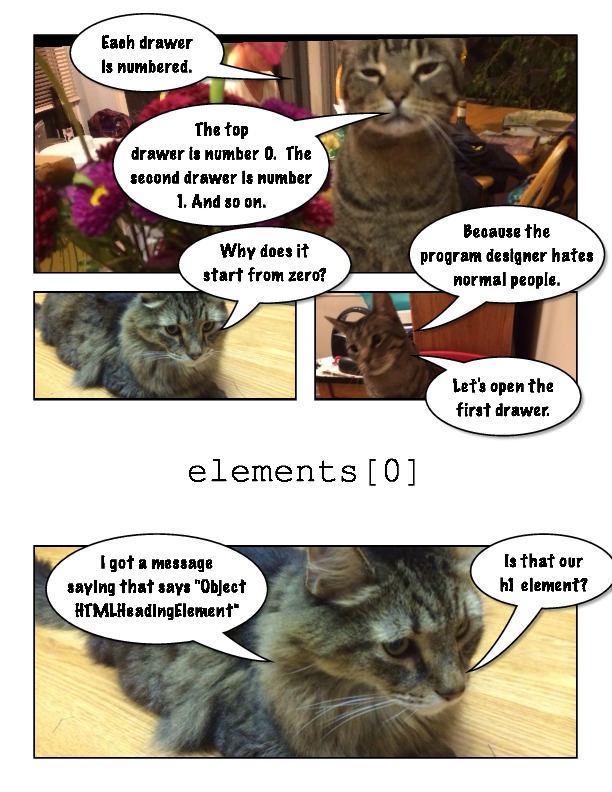 Each drawer
is numbered.
The top
drawer is number 0. The
second drawer is number
1. And so on.
Why does it
start from zero?
Because the
program designer hates
normal people.
Let's open the
first drawer.
elements[0]
I got a message
saying that says "Object
HTMLHeadingElement"
Is that our
h1 element?